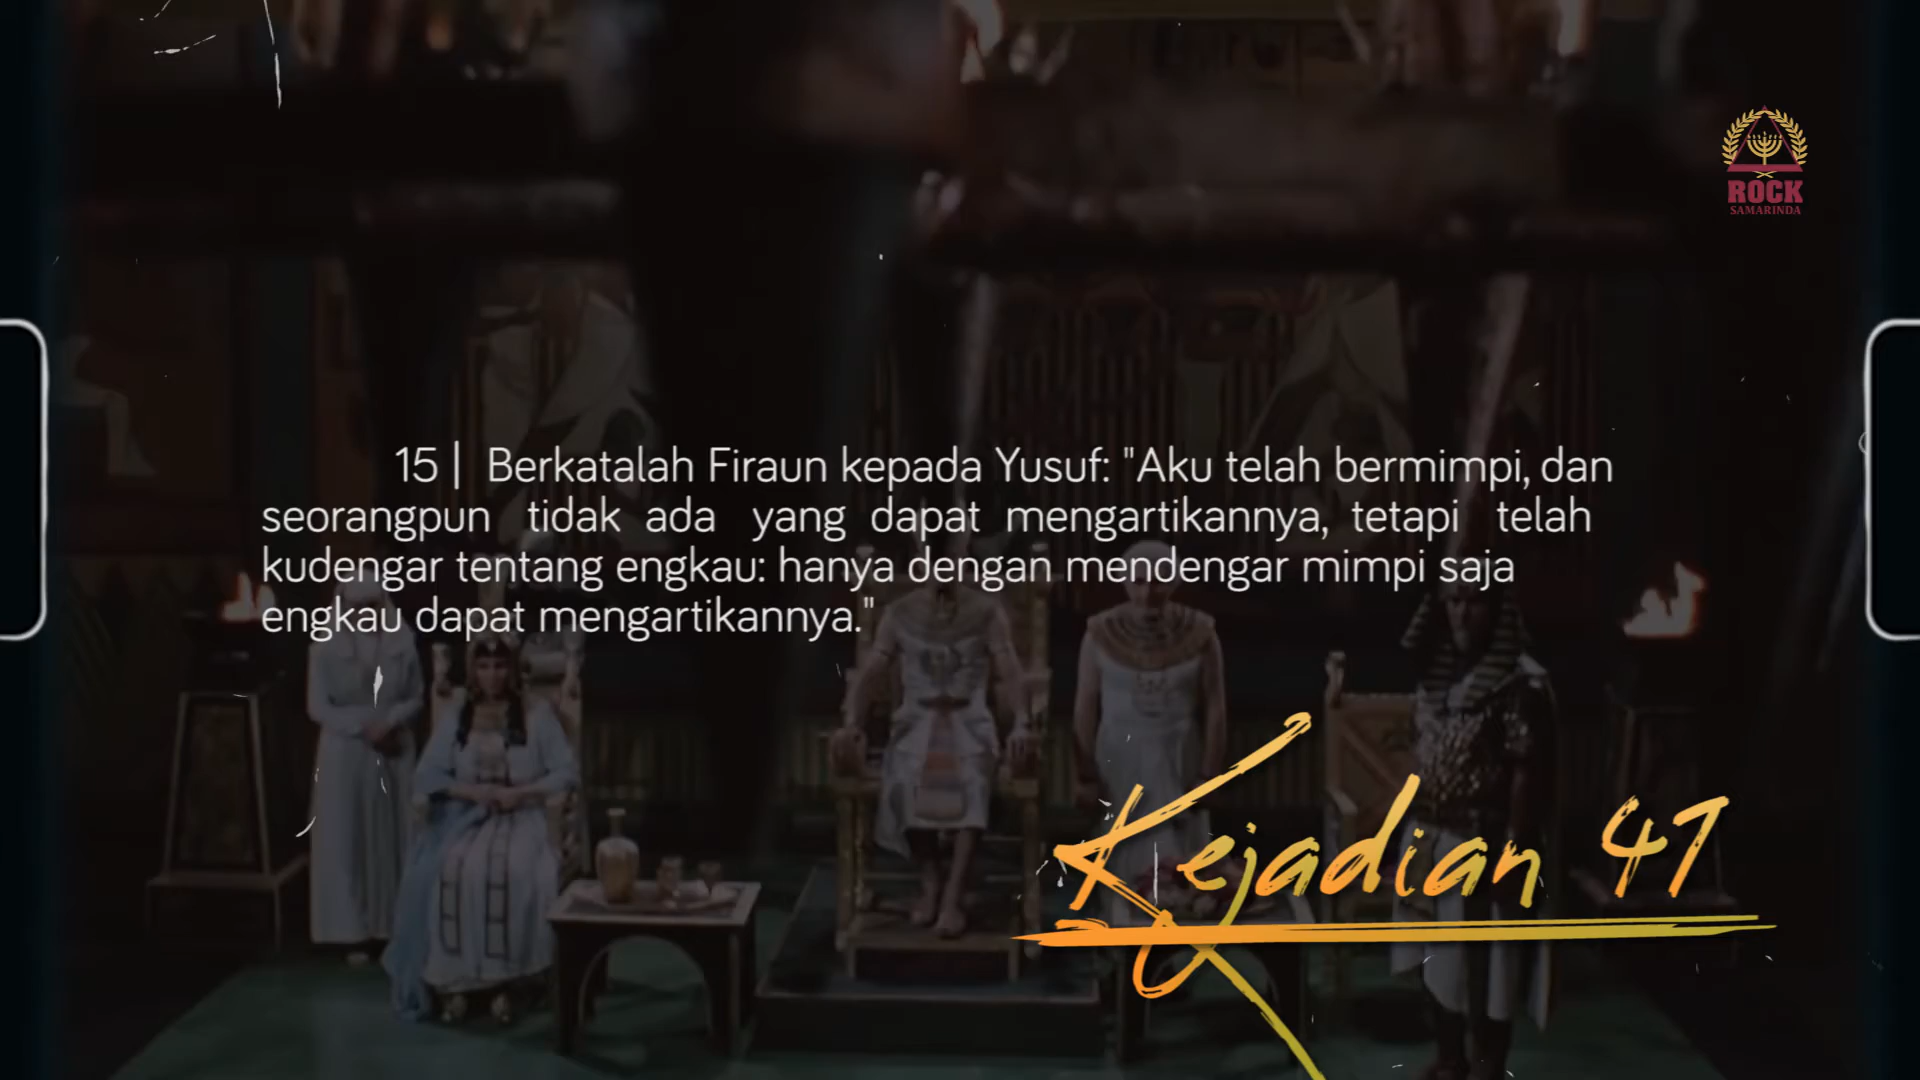 ROCK
SAMARINDA
15 | Berkatalah Firaun kepada Yusuf: "Aku telah bermimpi, dan
seorangpun tidak ada yang dapat mengartikannya, tetapi telah
kudengar tentang engkau: hanya dengan mendengar mimpi saja
engkau dapat mengartikannya."
Kejadian 41